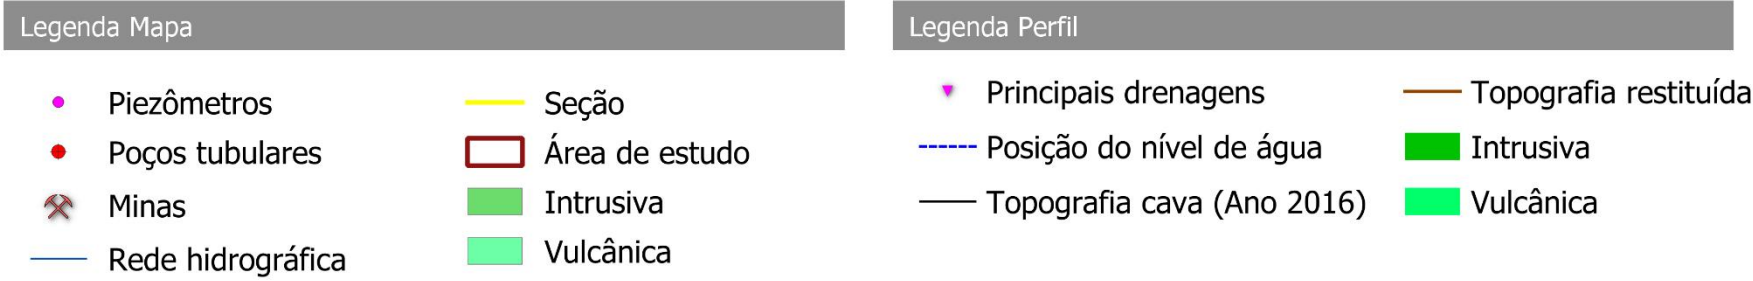 Legenda Mapa
Piezômetros
Poços tubulares
Minas
Rede hidrográfica
Seção
Área de estudo
Intrusiva
Vulcânica
Legenda Perfil
Principais drenagens
Posição do nível de água
Topografia cava (Ano 2016)
Topografia restituída
Intrusiva
Vulcânica